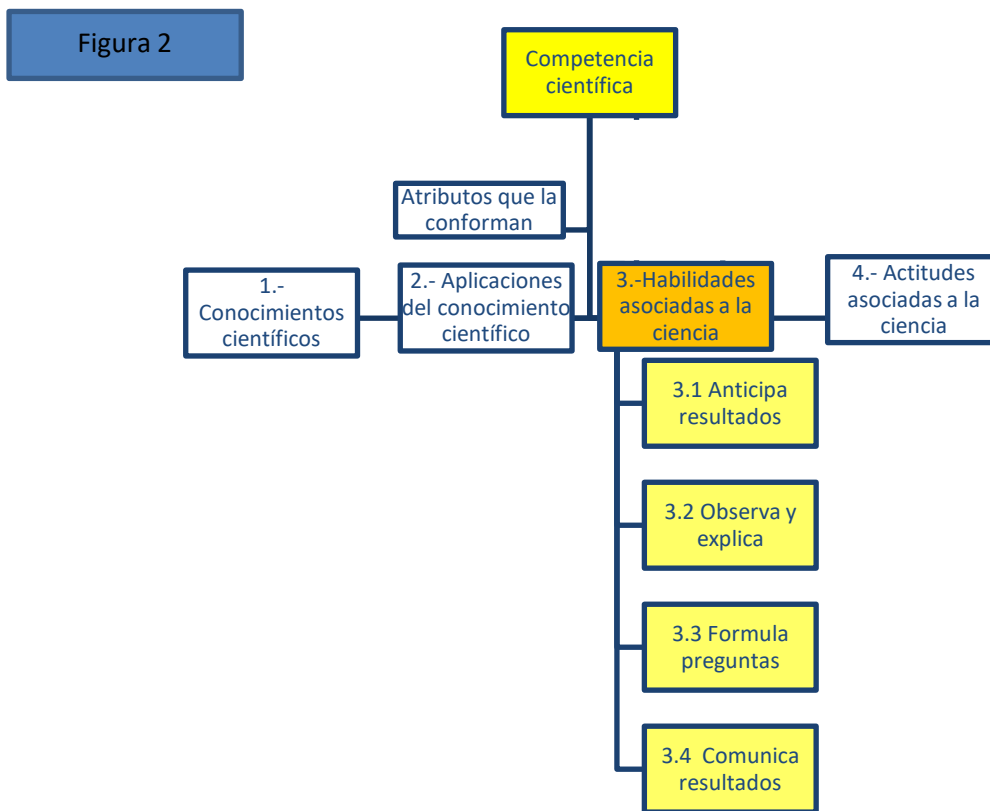 Figura 2
Competencia
científica
Atributos que la
conforman
1.-
Conocimientos
científicos
2.- Aplicaciones
del conocimiento
científico
3.-Habilidades
asociadas a la
ciencia
4.- Actitudes
asociadas a la
ciencia
3.1 Anticipa
resultados
3.2 Observa y
explica
3.3 Formula
preguntas
3.4 Comunica
resultados